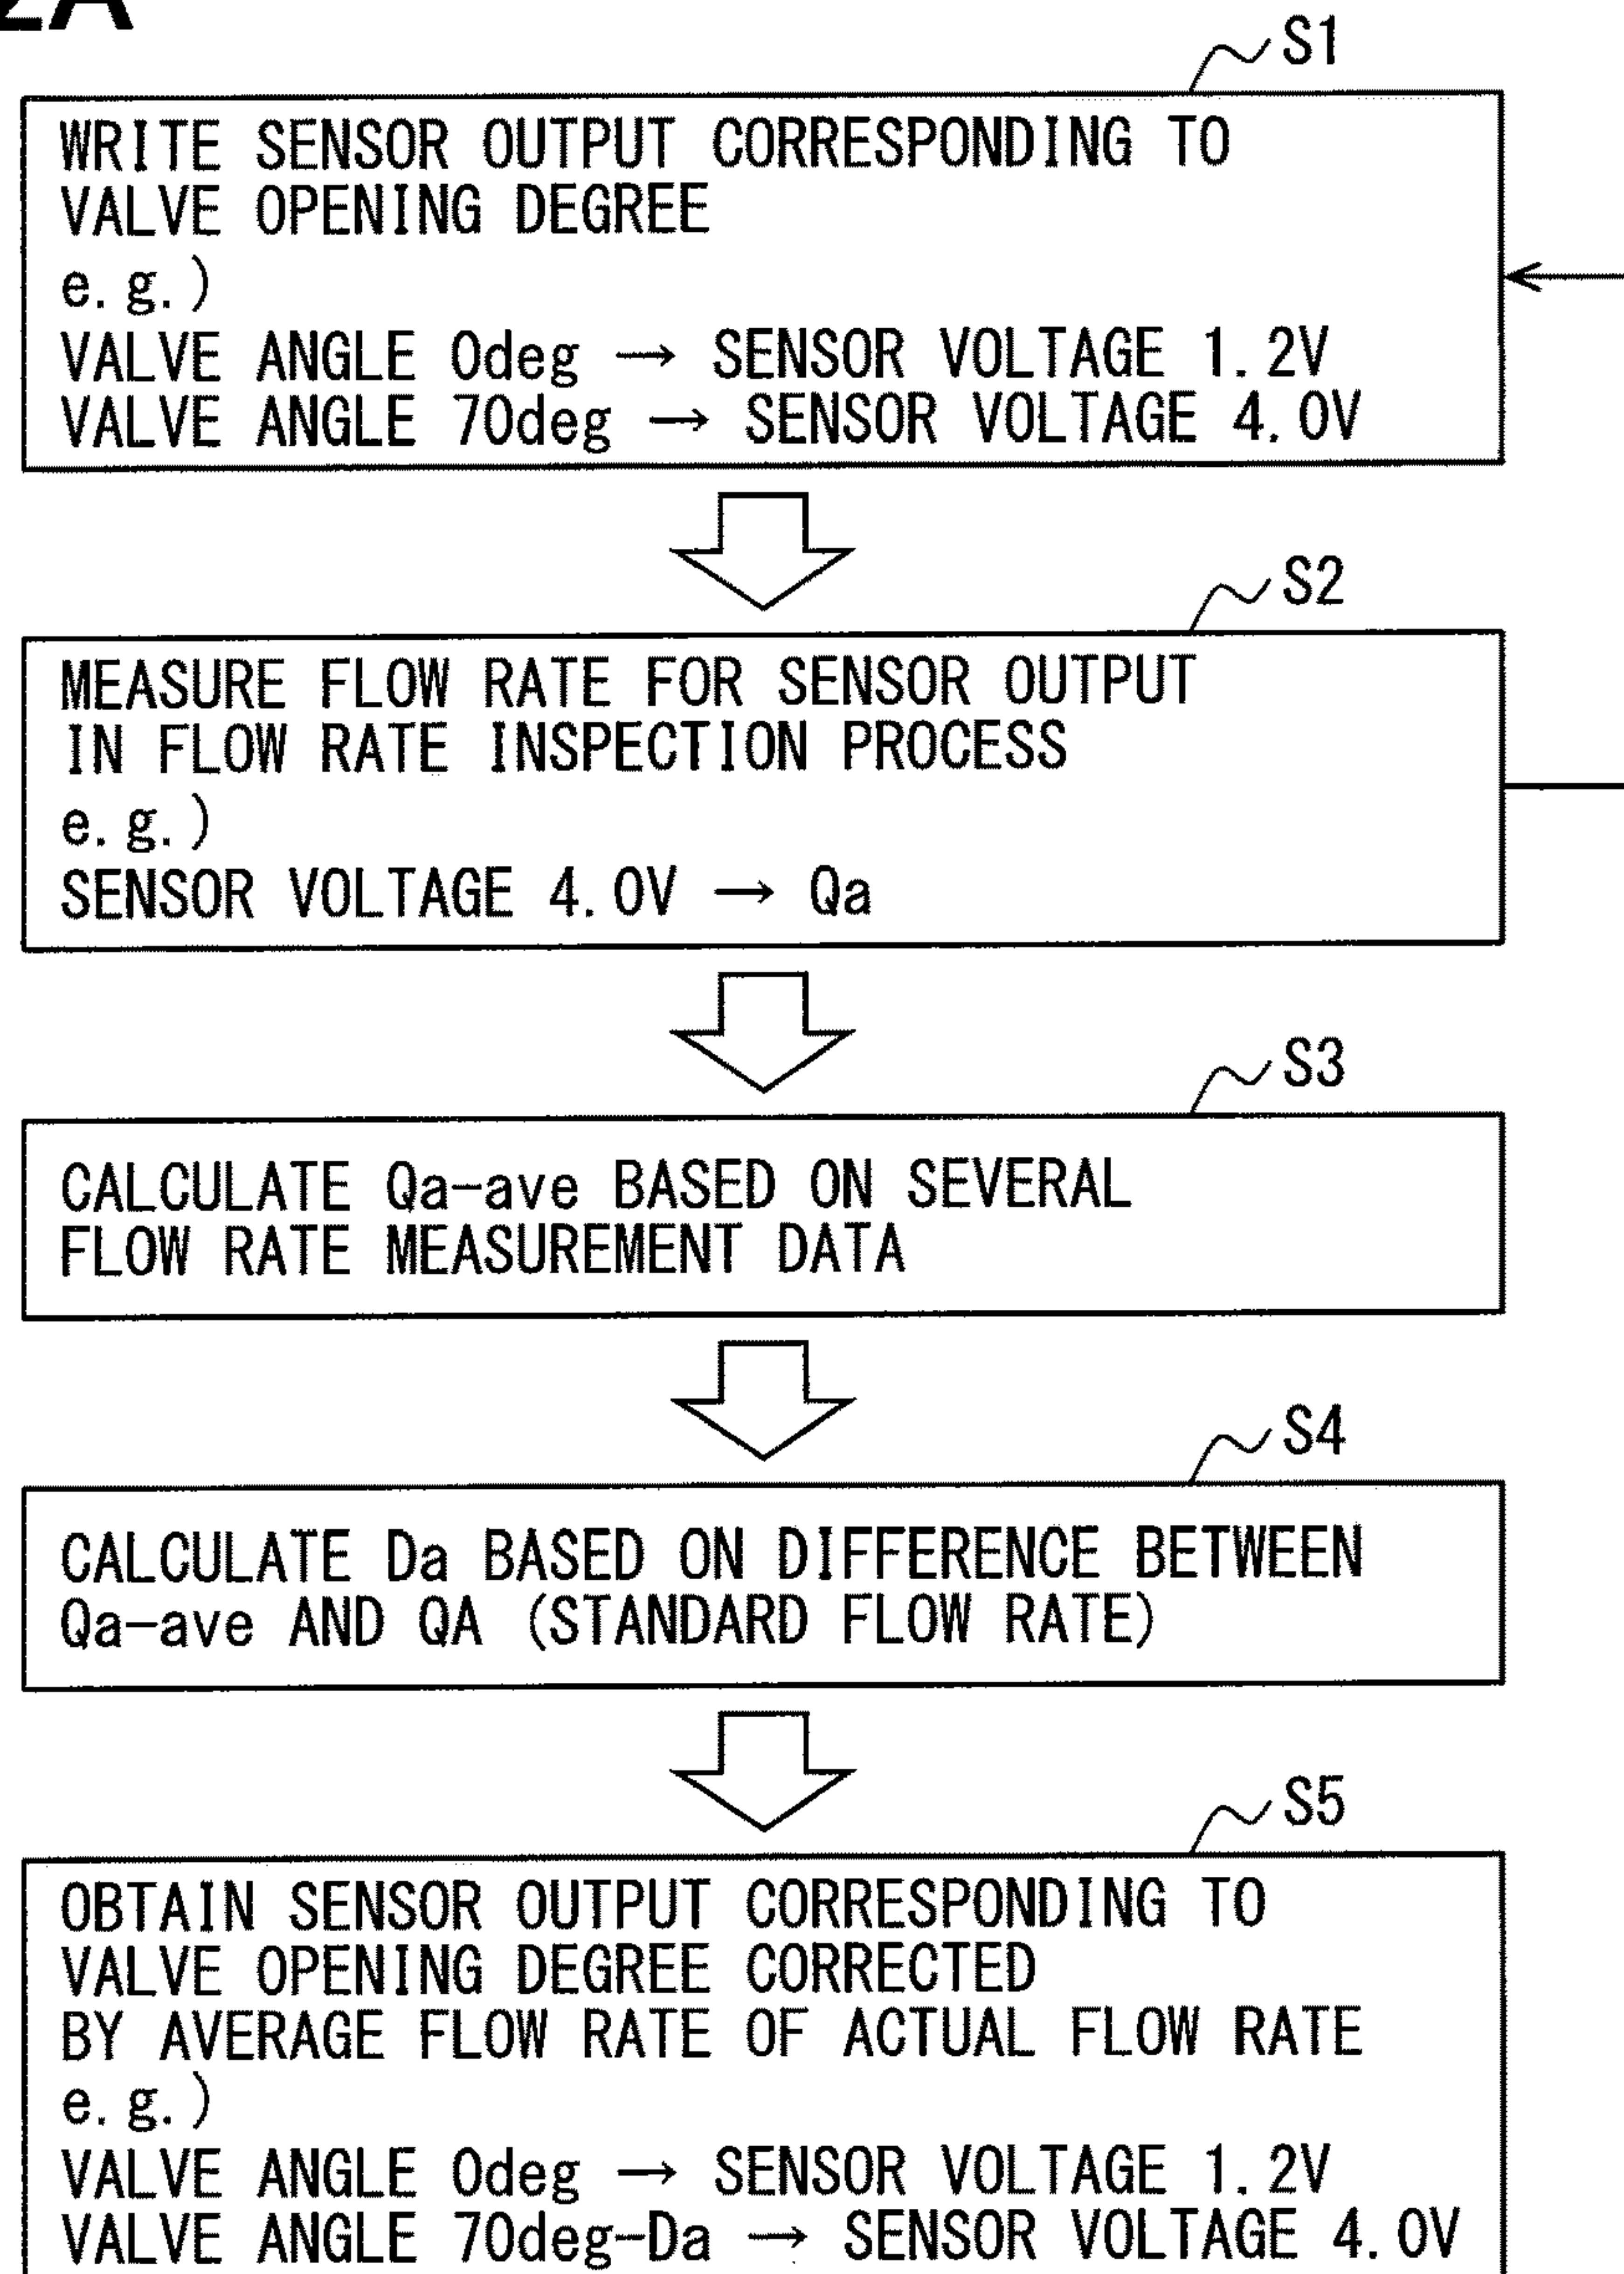 2A
S1
WRITE SENSOR OUTPUT CORRESPONDING TO
VALVE OPENING DEGREE
e.g.)
VALVE ANGLE 0deg → SENSOR VOLTAGE 1.2V
VALVE ANGLE 70deg → SENSOR VOLTAGE 4.0V
S2
MEASURE FLOW RATE FOR SENSOR OUTPUT
IN FLOW RATE INSPECTION PROCESS
e.g.)
SENSOR VOLTAGE 4.0V → Qa
S3
CALCULATE Qa-ave BASED ON SEVERAL
FLOW RATE MEASUREMENT DATA
S4
CALCULATE Da BASED ON DIFFERENCE BETWEEN
Qa-ave AND QA (STANDARD FLOW RATE)
S5
OBTAIN SENSOR OUTPUT CORRESPONDING TO
VALVE OPENING DEGREE CORRECTED
BY AVERAGE FLOW RATE OF ACTUAL FLOW RATE
e.g.)
VALVE ANGLE 0deg → SENSOR VOLTAGE 1.2V
VALVE ANGLE 70deg-Da → SENSOR VOLTAGE 4.0V